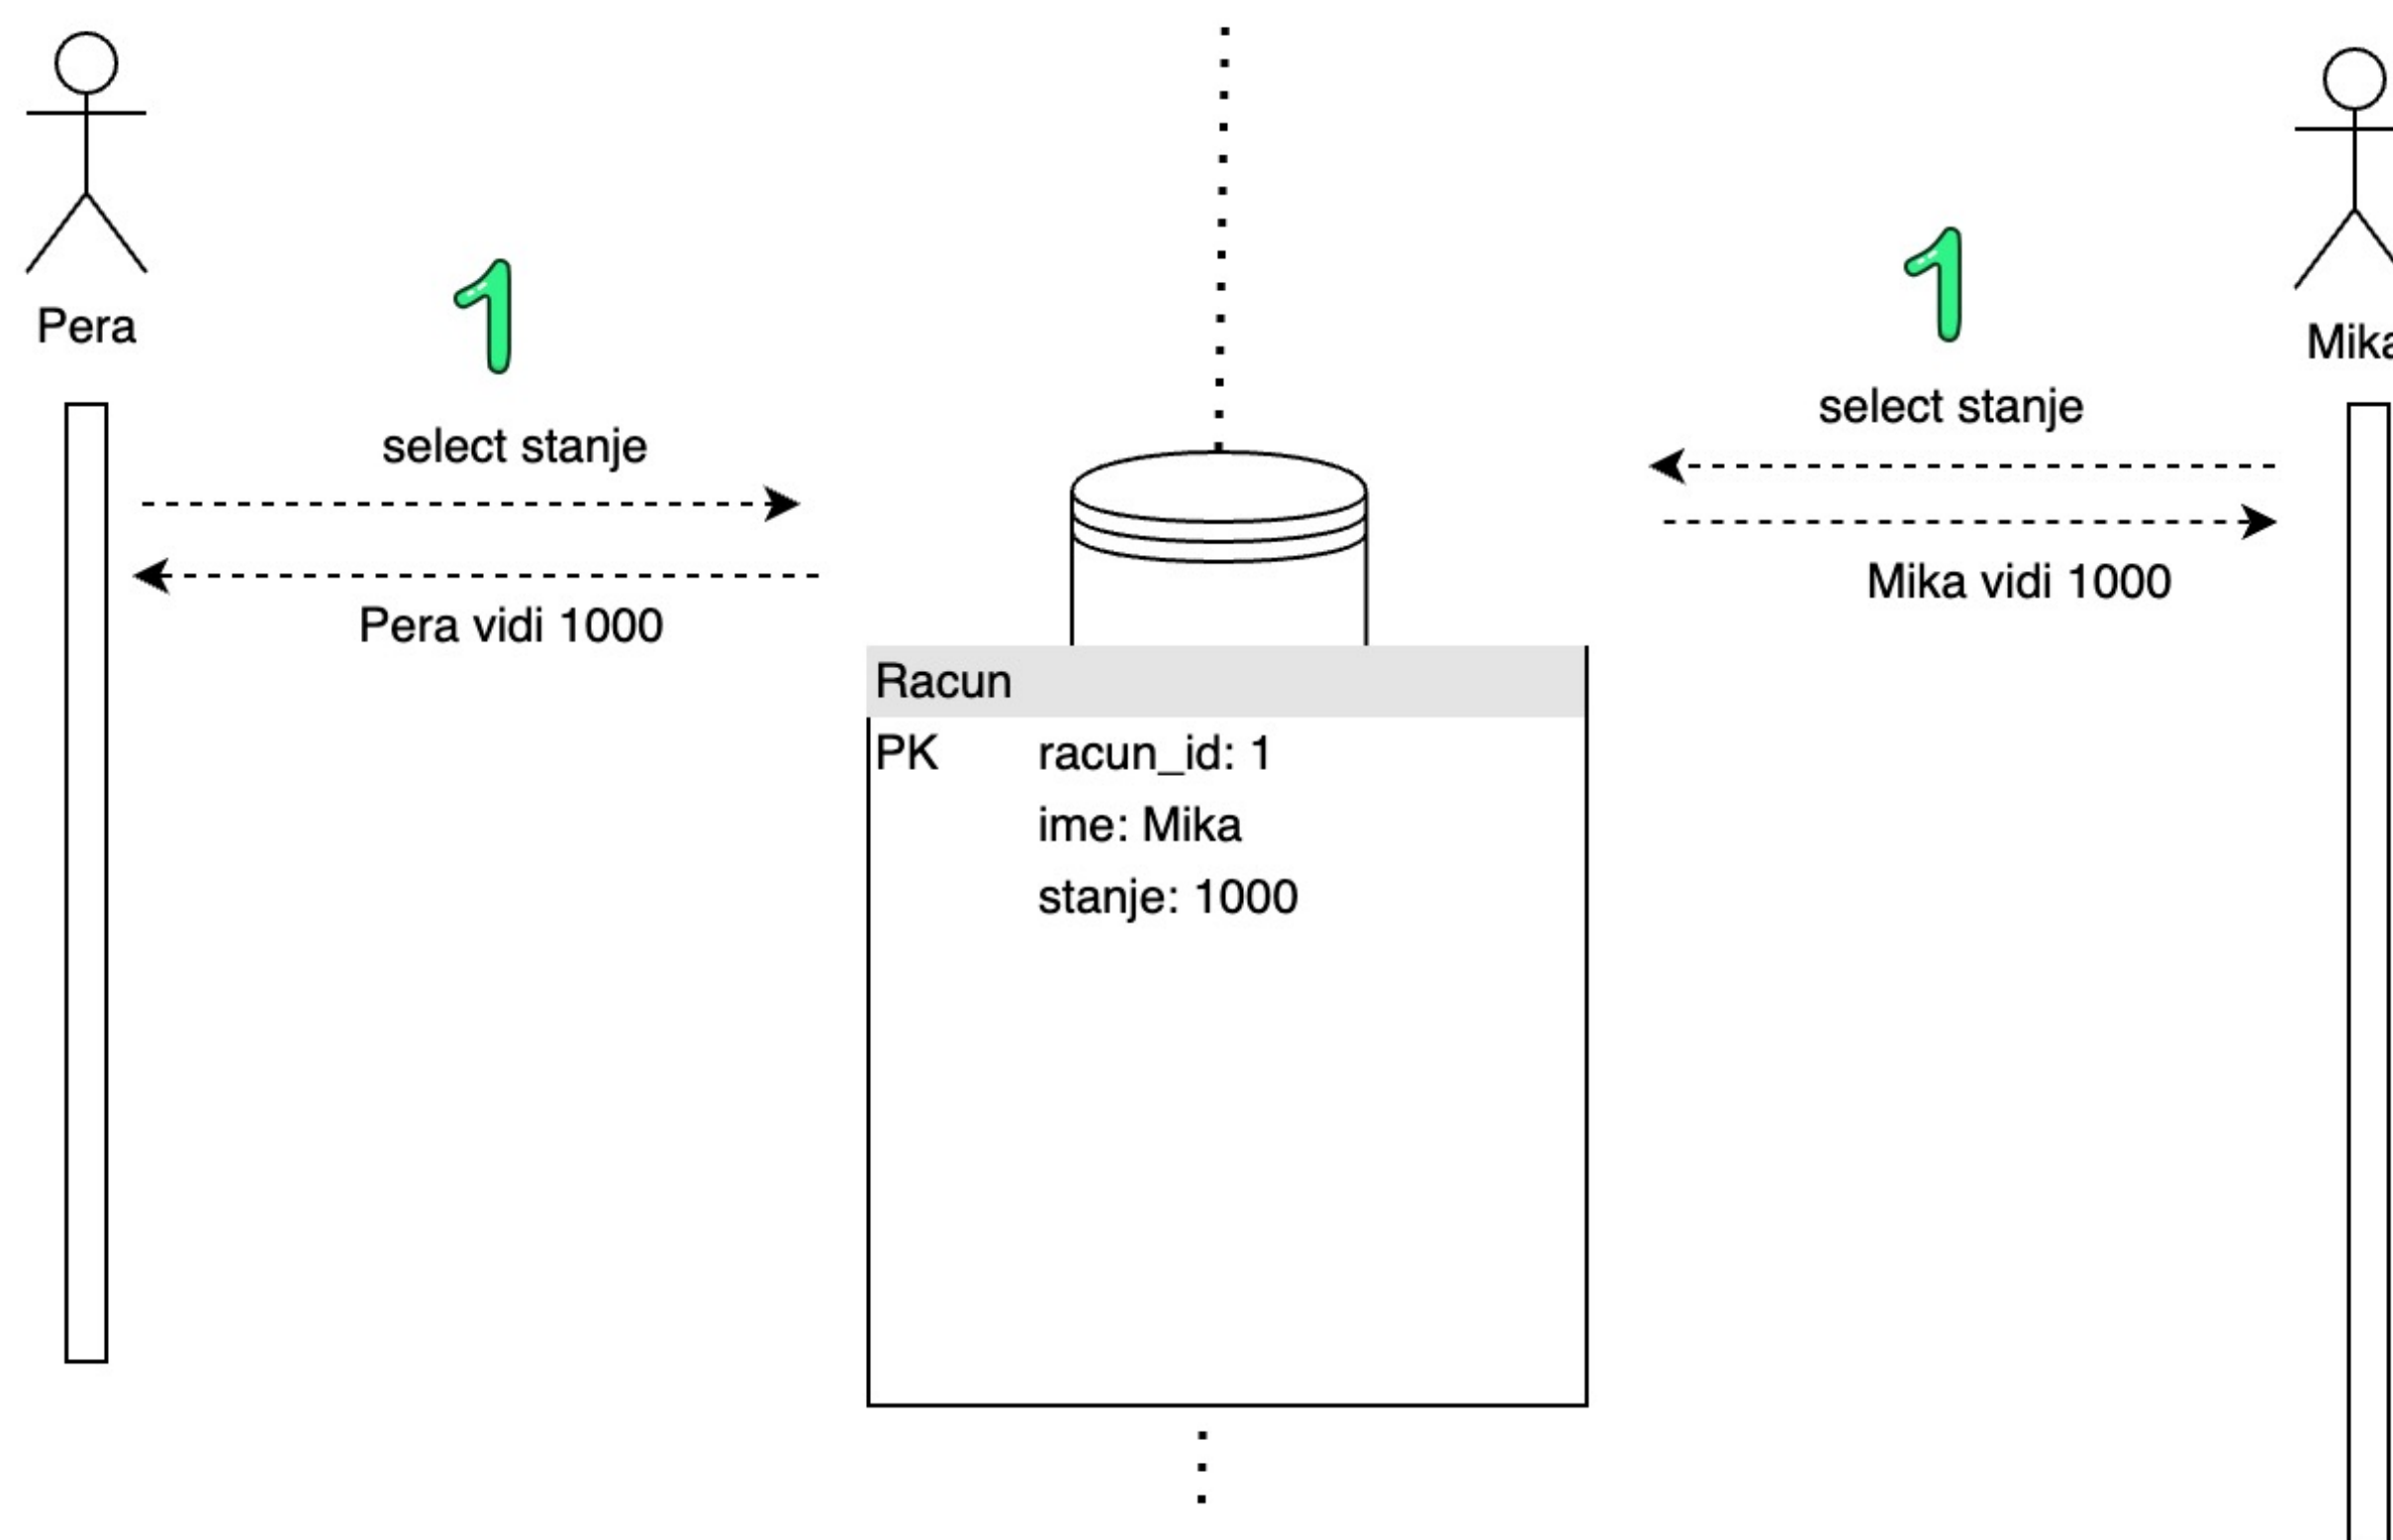 Pera
1
select stanje
Pera vidi 1000
1
select stanje
Mika vidi 1000
Mika
Racun
PK racun_id: 1
ime: Mika
stanje: 1000